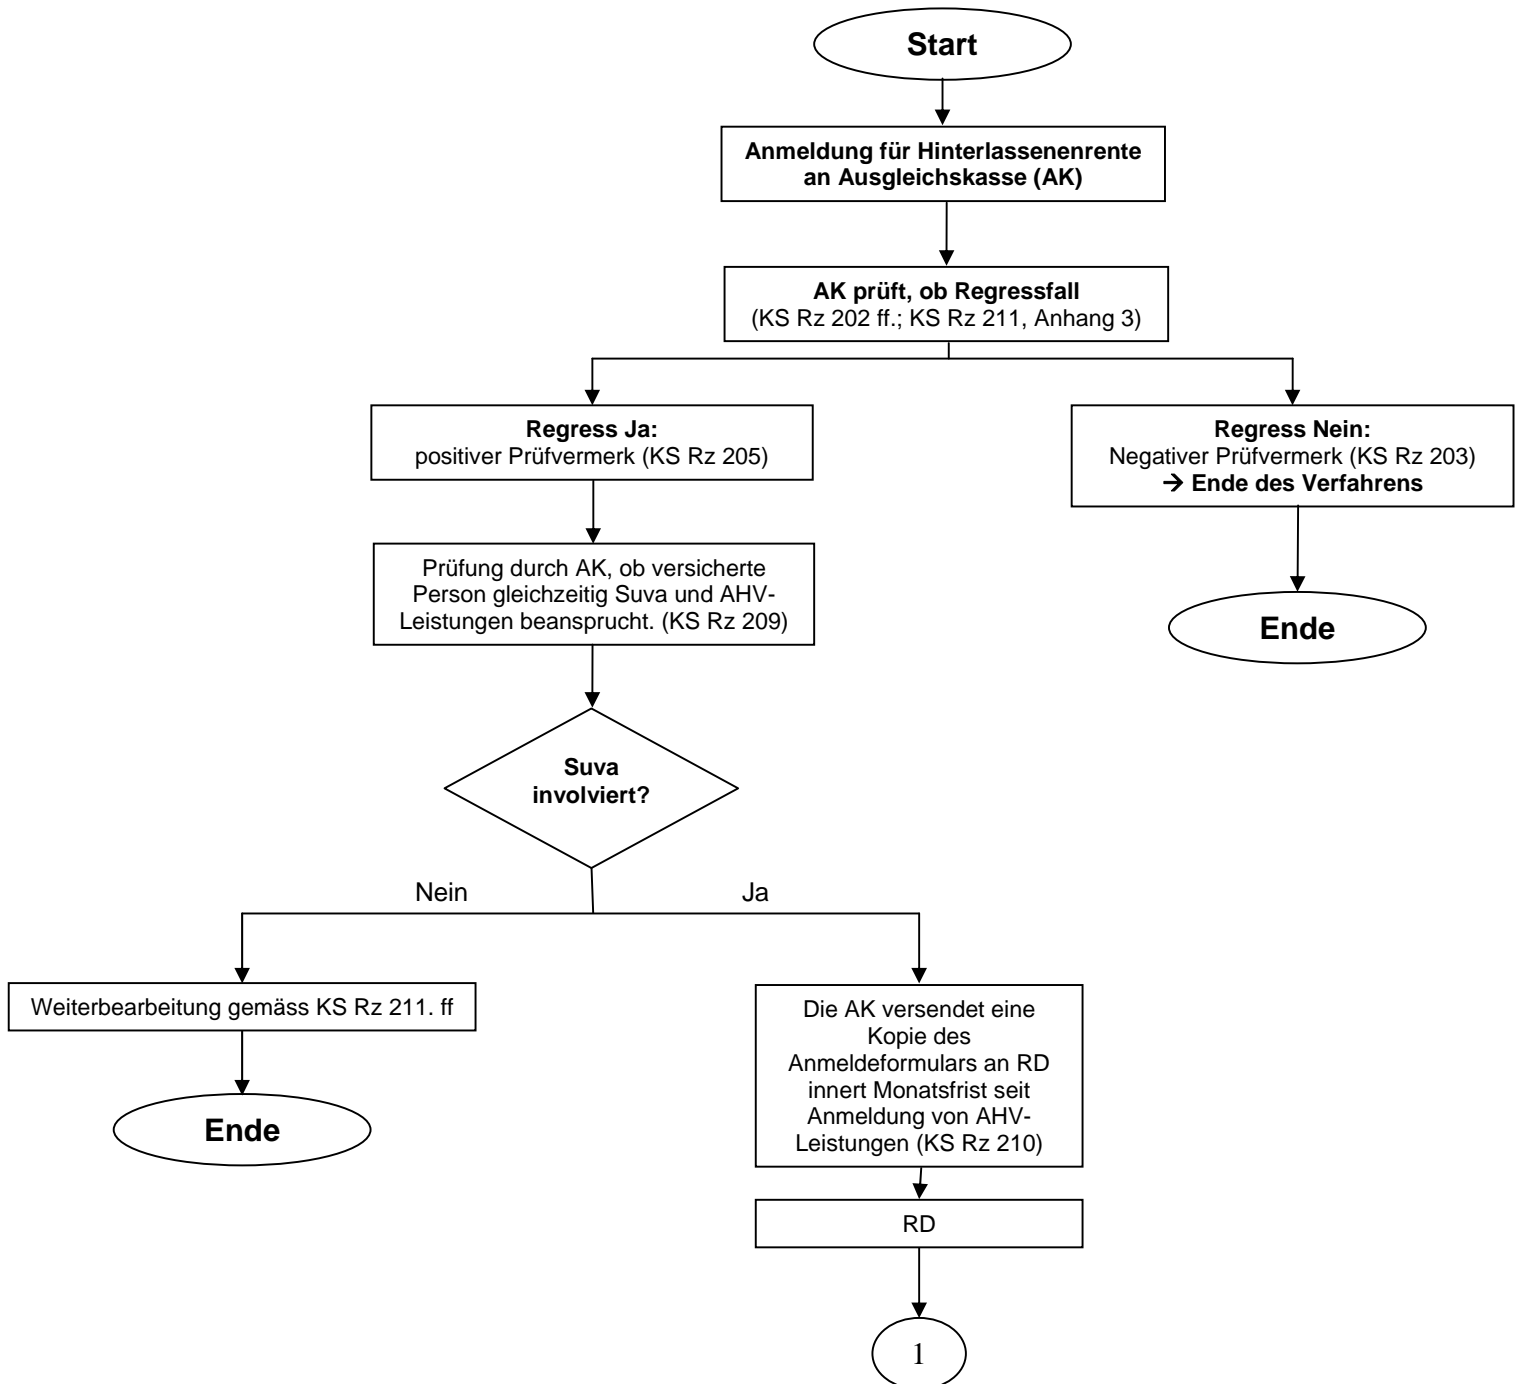 Start
Anmeldung für Hinterlassenenrente
an Ausgleichskasse (AK)
AK prüft, ob Regressfall
(KS Rz 202 ff.; KS Rz 211, Anhang 3)
Regress Ja:
positiver Prüfvermerk (KS Rz 205)
Regress Nein:
Negativer Prüfvermerk (KS Rz 203)
→ Ende des Verfahrens
Prüfung durch AK, ob versicherte
Person gleichzeitig Suva und AHV-
Leistungen beansprucht. (KS Rz 209)
Ende
Suva
involviert?
Nein
Ja
Weiterbearbeitung gemäss KS Rz 211. ff
Ende
Die AK versendet eine
Kopie des
Anmeldeformulars an RD
innert Monatsfrist seit
Anmeldung von AHV-
Leistungen (KS Rz 210)
RD
1